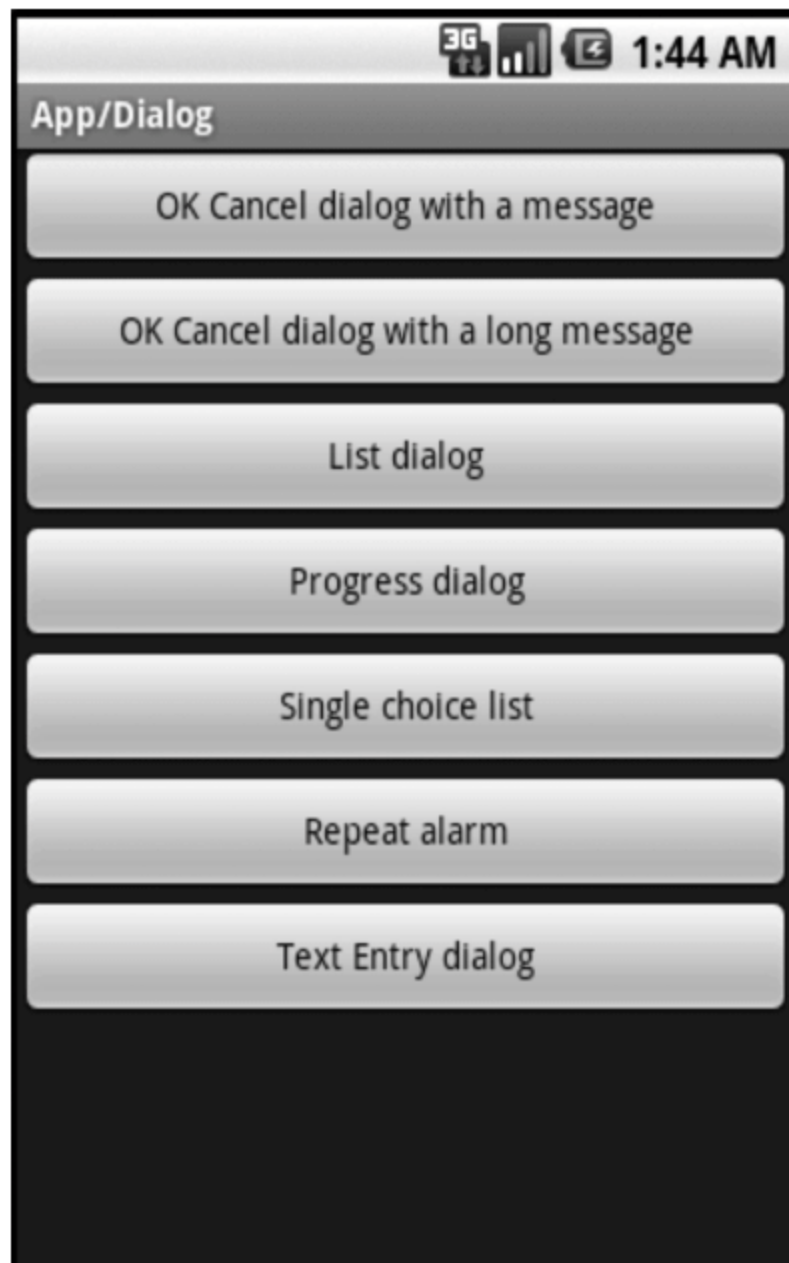 3G 1:44 AM
App/Dialog
OK Cancel dialog with a message
OK Cancel dialog with a long message
List dialog
Progress dialog
Single choice list
Repeat alarm
Text Entry dialog